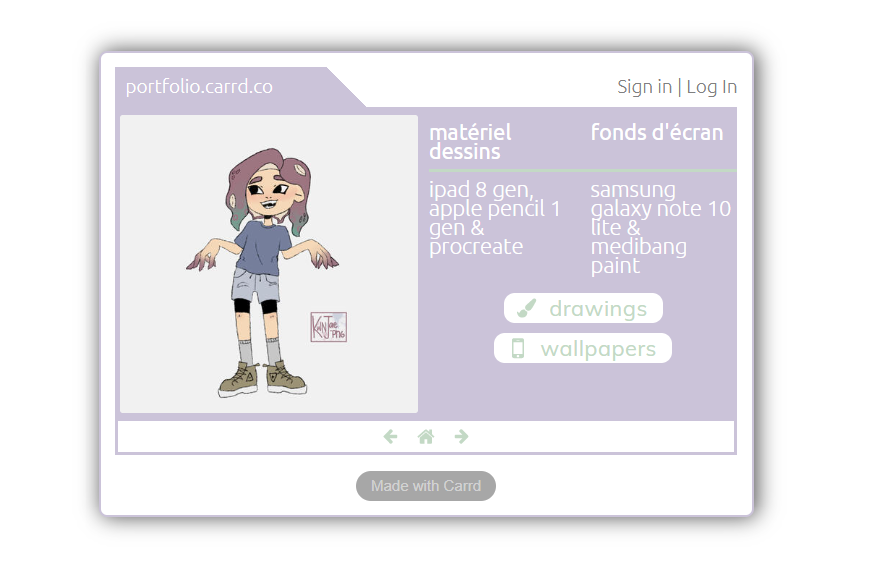 portfolio.carrd.co
Sign in | Log In
matériel
dessins
fonds d'écran
ipad 8 gen,
apple pencil 1
gen &
procreate
samsung
galaxy note 10
lite &
medibang
paint
drawings
wallpapers
Made with Carrd